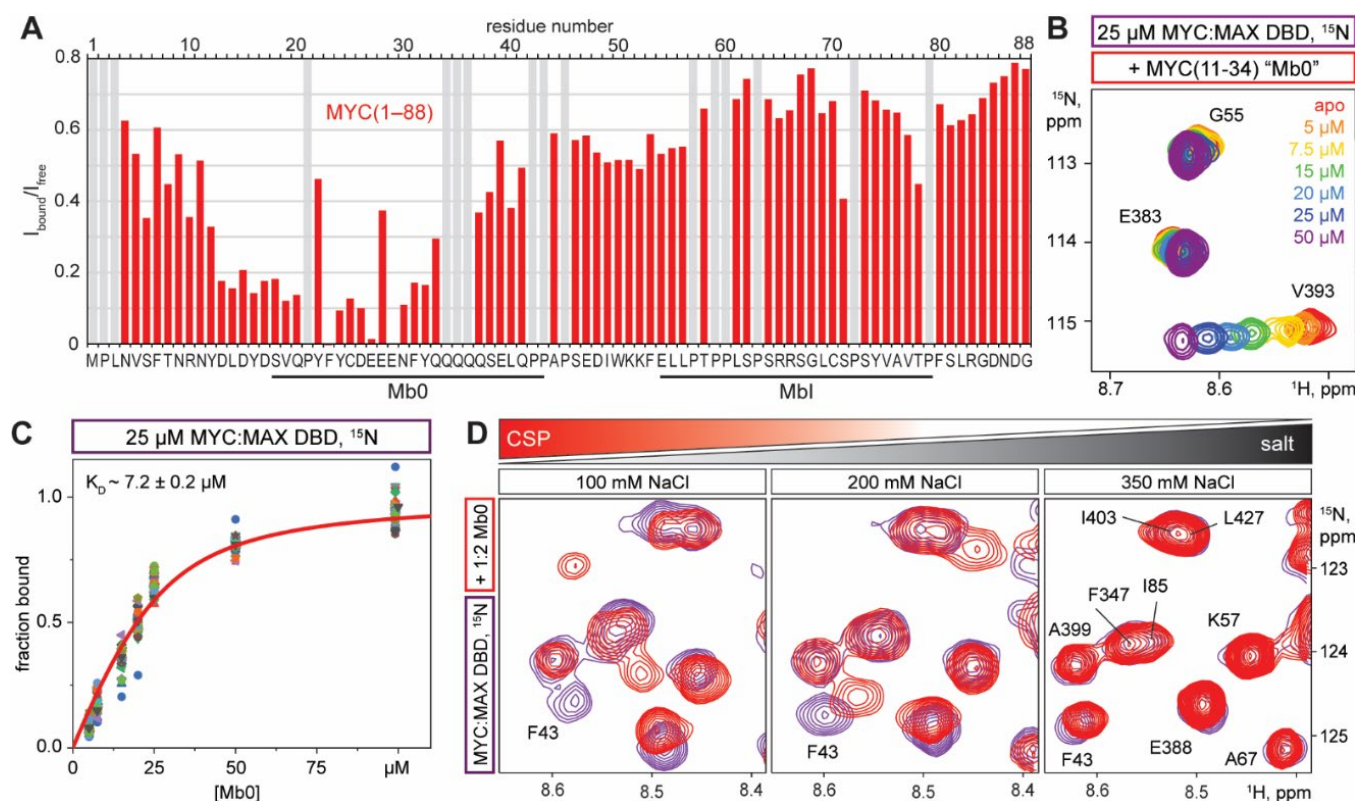 A
residue number
1 10 20 30 40 50 60 70 80 88
0.8
MYC(1–88)
0.6
0.4
0.2
0
I_bound/I_free
MPLNVSFTNRNYDLDYDSVQPYFYCDEEENFYQQQQQSELQPPAPSEDIWKKFELLPTPPLSPSRRSGLCSPSYVAVTPFSLRGDNDG
Mb0 MbI
B
25 µM MYC:MAX DBD, ¹⁵N
+ MYC(11-34) “Mb0”
¹⁵N, ppm
G55
apo
5 µM
7.5 µM
15 µM
20 µM
25 µM
50 µM
113
E383
114
V393
115
8.7 8.6 ¹H, ppm
C
25 µM MYC:MAX DBD, ¹⁵N
K_D ~ 7.2 ± 0.2 µM
fraction bound
1.0
0.5
0.0
0 25 50 75 µM
[Mb0]
D
CSP
salt
100 mM NaCl 200 mM NaCl 350 mM NaCl
+ 1:2 Mb0
MYC:MAX DBD, ¹⁵N
F43
8.6 8.5 8.4
F43
8.6 8.5 8.4
¹⁵N, ppm
I403 L427
123
F347 I85
A399 K57
124
F43 E388 A67
125
8.6 8.5 ¹H, ppm